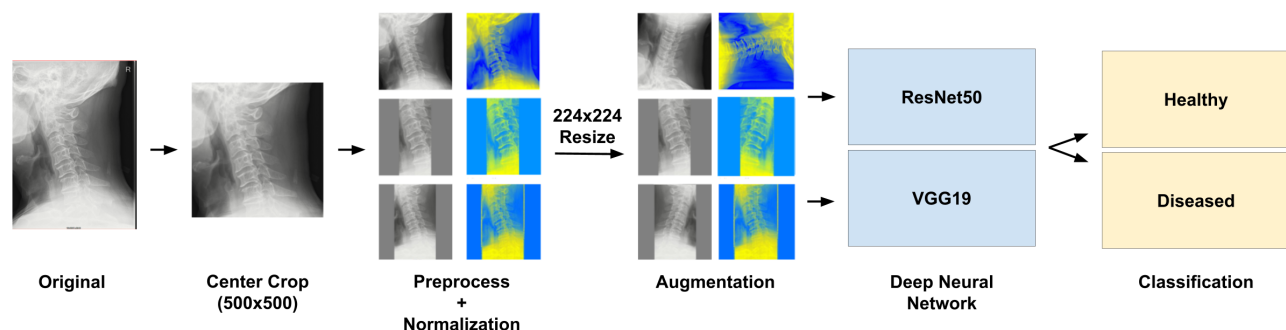 R
224x224
Resize
ResNet50
VGG19
Healthy
Diseased
Original
Center Crop
(500x500)
Preprocess
+
Normalization
Augmentation
Deep Neural
Network
Classification